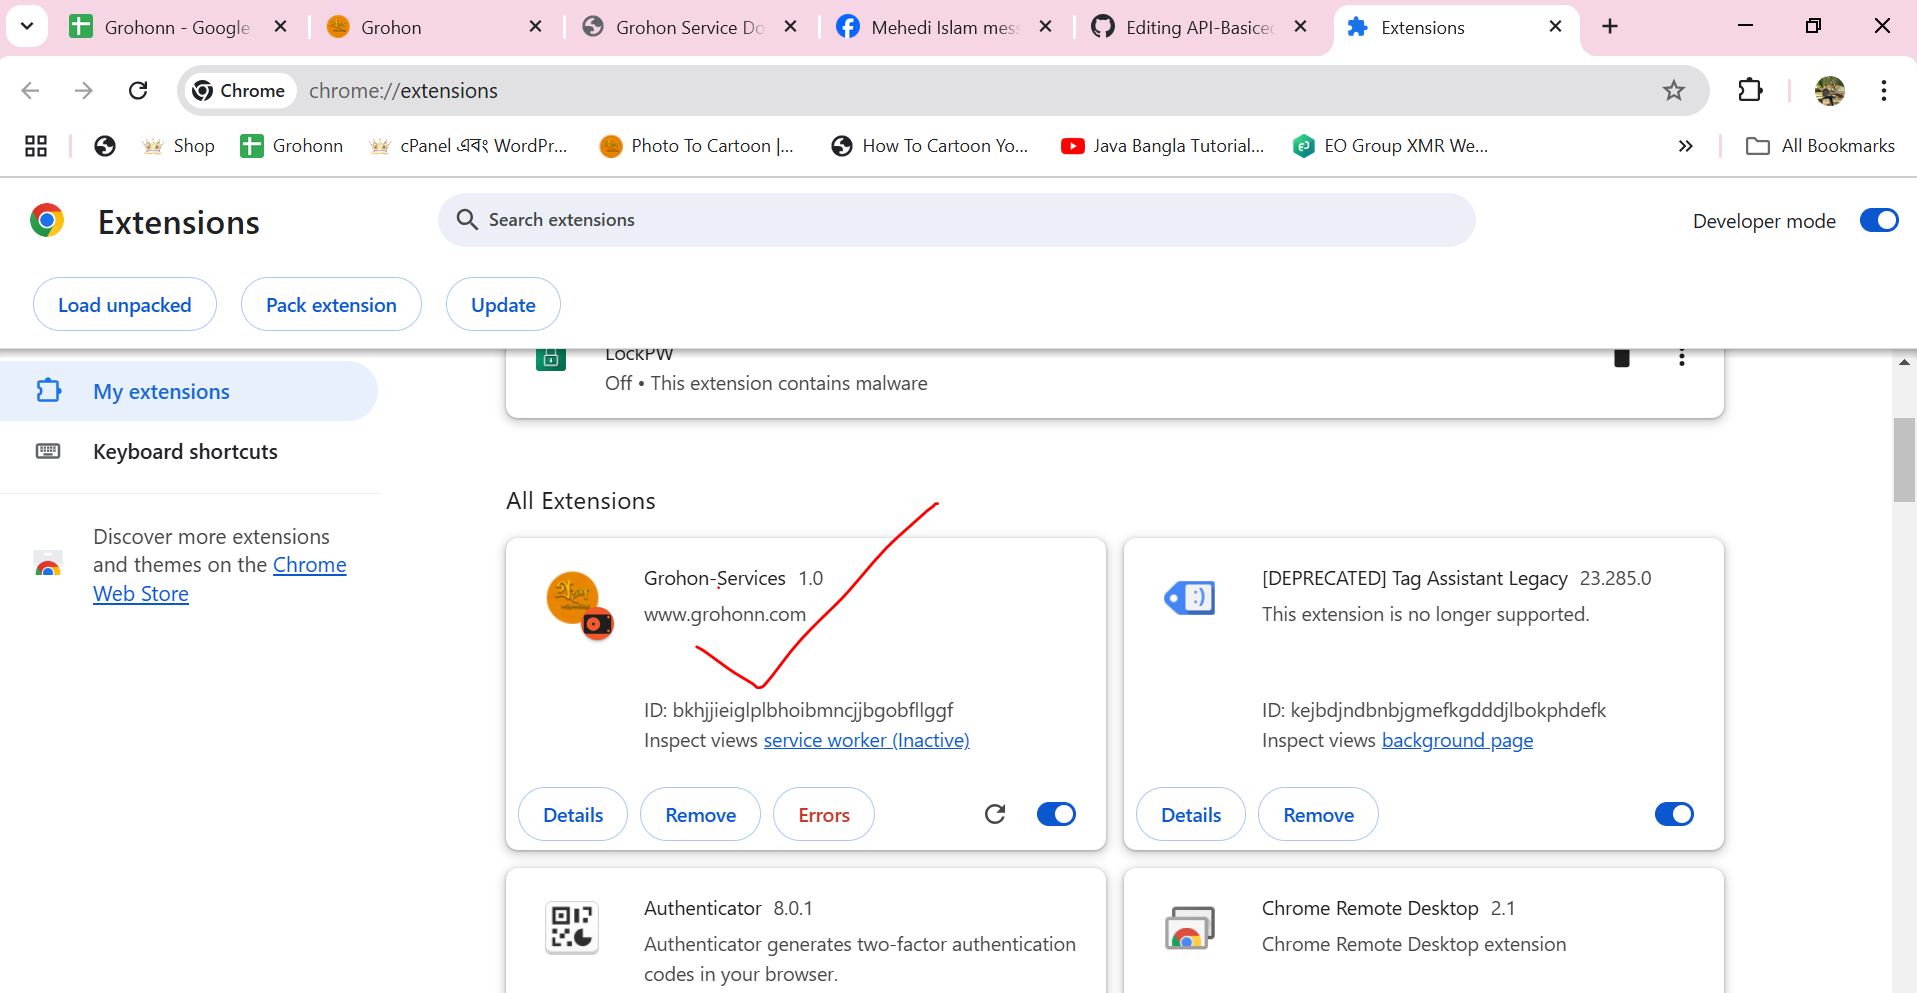 Grohonn - Google
Grohon
Grohon Service Do
Mehedi Islam mess
Editing API-Basiced
Extensions
Chrome
chrome://extensions
Shop
Grohonn
cPanel এবং WordPr...
Photo To Cartoon |...
How To Cartoon Yo...
Java Bangla Tutorial...
EO Group XMR We...
All Bookmarks
Extensions
Search extensions
Developer mode
Load unpacked
Pack extension
Update
My extensions
Keyboard shortcuts
Discover more extensions
and themes on the Chrome
Web Store
LockPW
Off • This extension contains malware
All Extensions
Grohon-Services 1.0
www.grohonn.com
ID: bkhjjieiglplbhoibmncjjbgobfllggf
Inspect views service worker (Inactive)
Details
Remove
Errors
[DEPRECATED] Tag Assistant Legacy 23.285.0
This extension is no longer supported.
ID: kejbdjndbnbjgmefkgdddjlbokphdefk
Inspect views background page
Details
Remove
Authenticator 8.0.1
Authenticator generates two-factor authentication
codes in your browser.
Chrome Remote Desktop 2.1
Chrome Remote Desktop extension